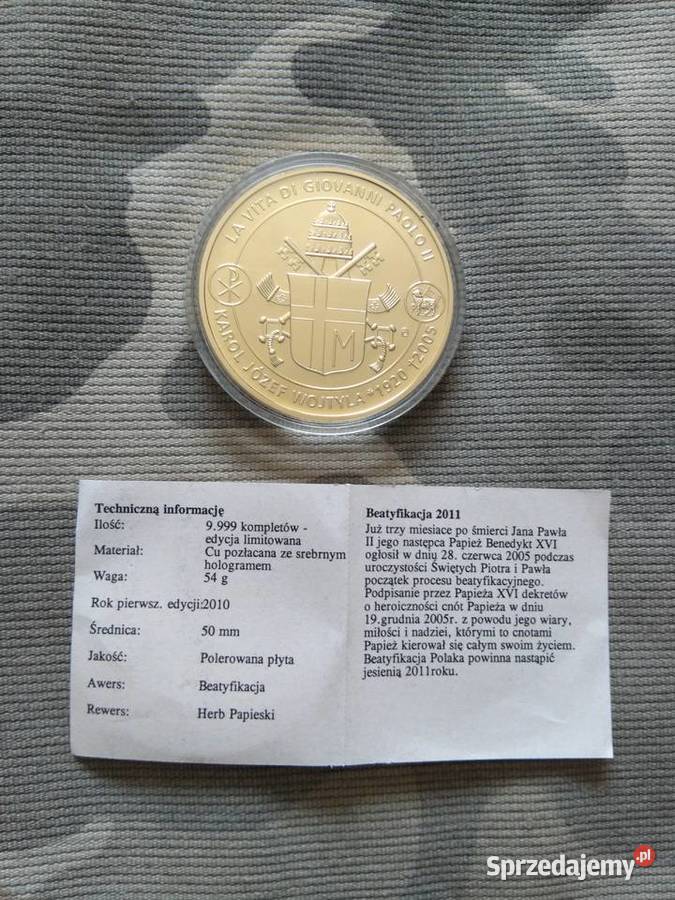 LA VITA DI GIOVANNI PAOLO II
M
KAROL JÓZEF WOJTYLA *1920 †2005
Techniczną informację
Ilość: 9.999 kompletów -
edycja limitowana
Materiał: Cu pozłacana ze srebrnym
hologramem
Waga: 54 g
Rok pierwsz. edycji:2010
Średnica: 50 mm
Jakość: Polerowana płyta
Awers: Beatyfikacja
Rewers: Herb Papieski
Beatyfikacja 2011
Już trzy miesiace po śmierci Jana Pawła
II jego następca Papież Benedykt XVI
ogłosił w dniu 28. czerwca 2005 podczas
uroczystości Świętych Piotra i Pawła
początek procesu beatyfikacyjnego.
Podpisanie przez Papieża XVI dekretów
o heroiczności cnót Papieża w dniu
19.grudnia 2005r. z powodu jego wiary,
miłości i nadziei, którymi to cnotami
Papież kierował się całym swoim życiem.
Beatyfikacja Polaka powinna nastąpić
jesienią 2011roku.
Sprzedajemy.pl